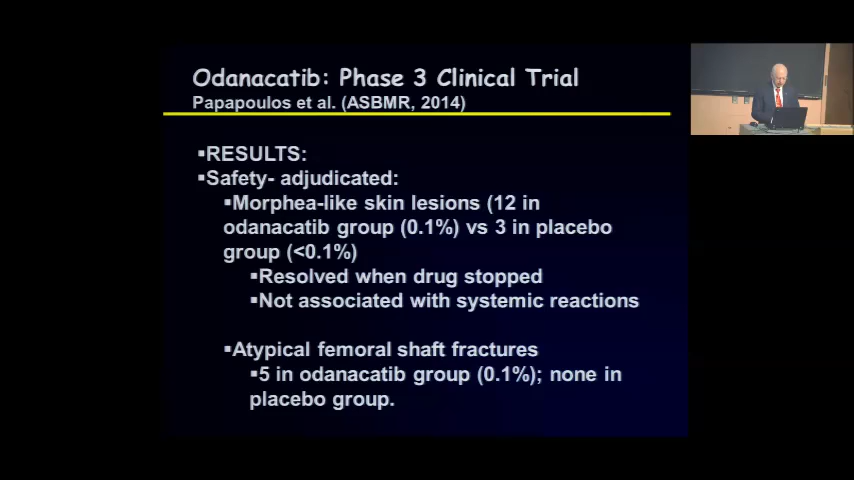 Odanacatib: Phase 3 Clinical Trial
Papapoulos et al. (ASBMR, 2014)
▪RESULTS:
▪Safety- adjudicated:
▪Morphea-like skin lesions (12 in
odanacatib group (0.1%) vs 3 in placebo
group (<0.1%)
▪Resolved when drug stopped
▪Not associated with systemic reactions
▪Atypical femoral shaft fractures
▪5 in odanacatib group (0.1%); none in
placebo group.